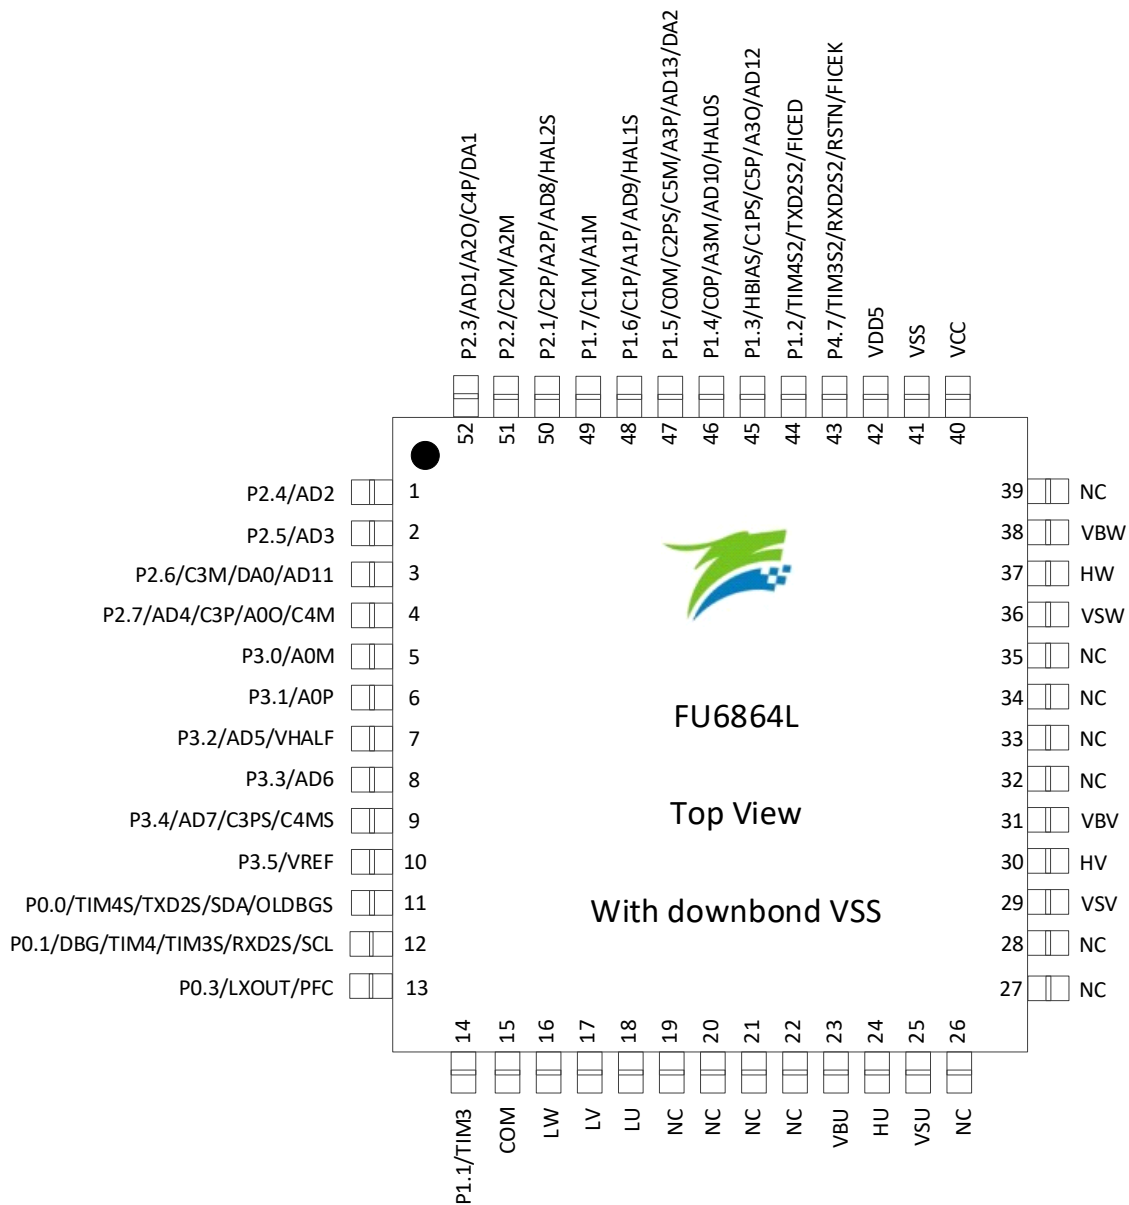 P2.3/AD1/A2O/C4P/DA1
P2.2/C2M/A2M
P2.1/C2P/A2P/AD8/HAL2S
P1.7/C1M/A1M
P1.6/C1P/A1P/AD9/HAL1S
P1.5/C0M/C2PS/C5M/A3P/AD13/DA2
P1.4/C0P/A3M/AD10/HAL0S
P1.3/HBIAS/C1PS/C5P/A3O/AD12
P1.2/TIM4S2/TXD2S2/FICED
P4.7/TIM3S2/RXD2S2/RSTN/FICEK
VDD5
VSS
VCC
52
51
50
49
48
47
46
45
44
43
42
41
40
P2.4/AD2 1
P2.5/AD3 2
P2.6/C3M/DA0/AD11 3
P2.7/AD4/C3P/A0O/C4M 4
P3.0/A0M 5
P3.1/A0P 6
P3.2/AD5/VHALF 7
P3.3/AD6 8
P3.4/AD7/C3PS/C4MS 9
P3.5/VREF 10
P0.0/TIM4S/TXD2S/SDA/OLDBGS 11
P0.1/DBG/TIM4/TIM3S/RXD2S/SCL 12
P0.3/LXOUT/PFC 13
FU6864L
Top View
With downbond VSS
39 NC
38 VBW
37 HW
36 VSW
35 NC
34 NC
33 NC
32 NC
31 VBV
30 HV
29 VSV
28 NC
27 NC
14
15
16
17
18
19
20
21
22
23
24
25
26
P1.1/TIM3
COM
LW
LV
LU
NC
NC
NC
NC
VBU
HU
VSU
NC